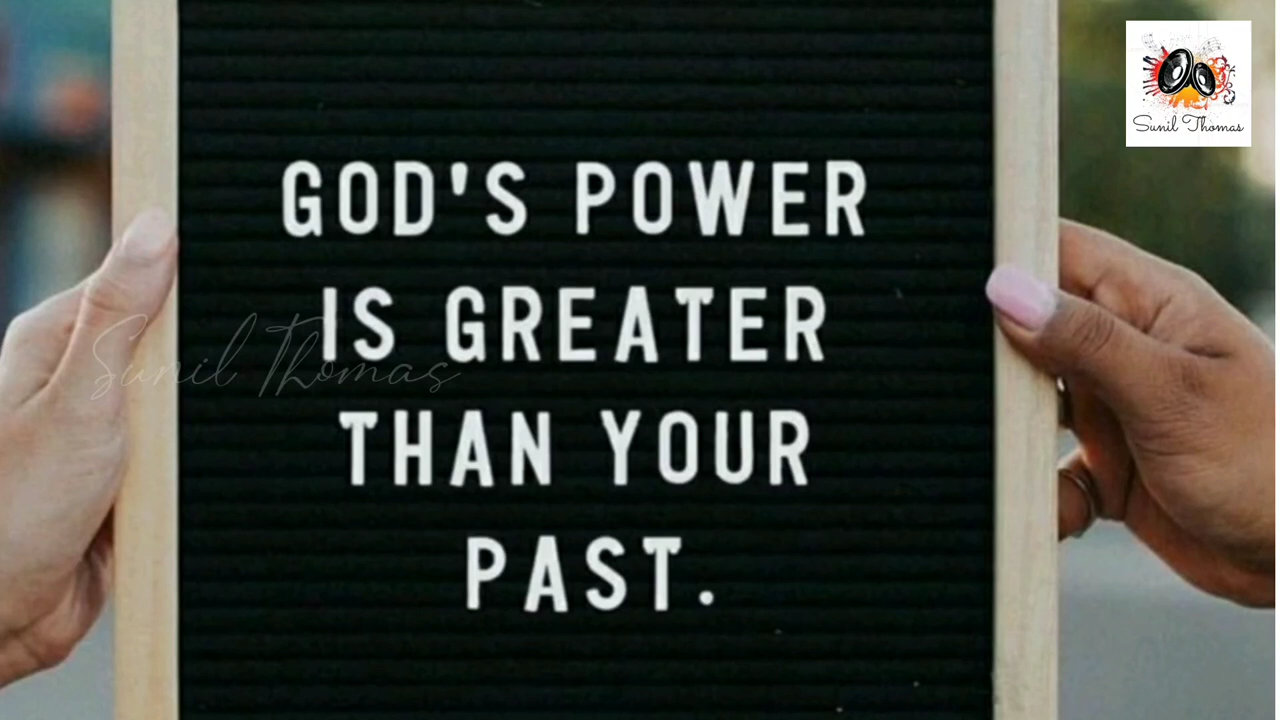 Sunil Thomas
GOD'S POWER
IS GREATER
Sunil Thomas
THAN YOUR
PAST.